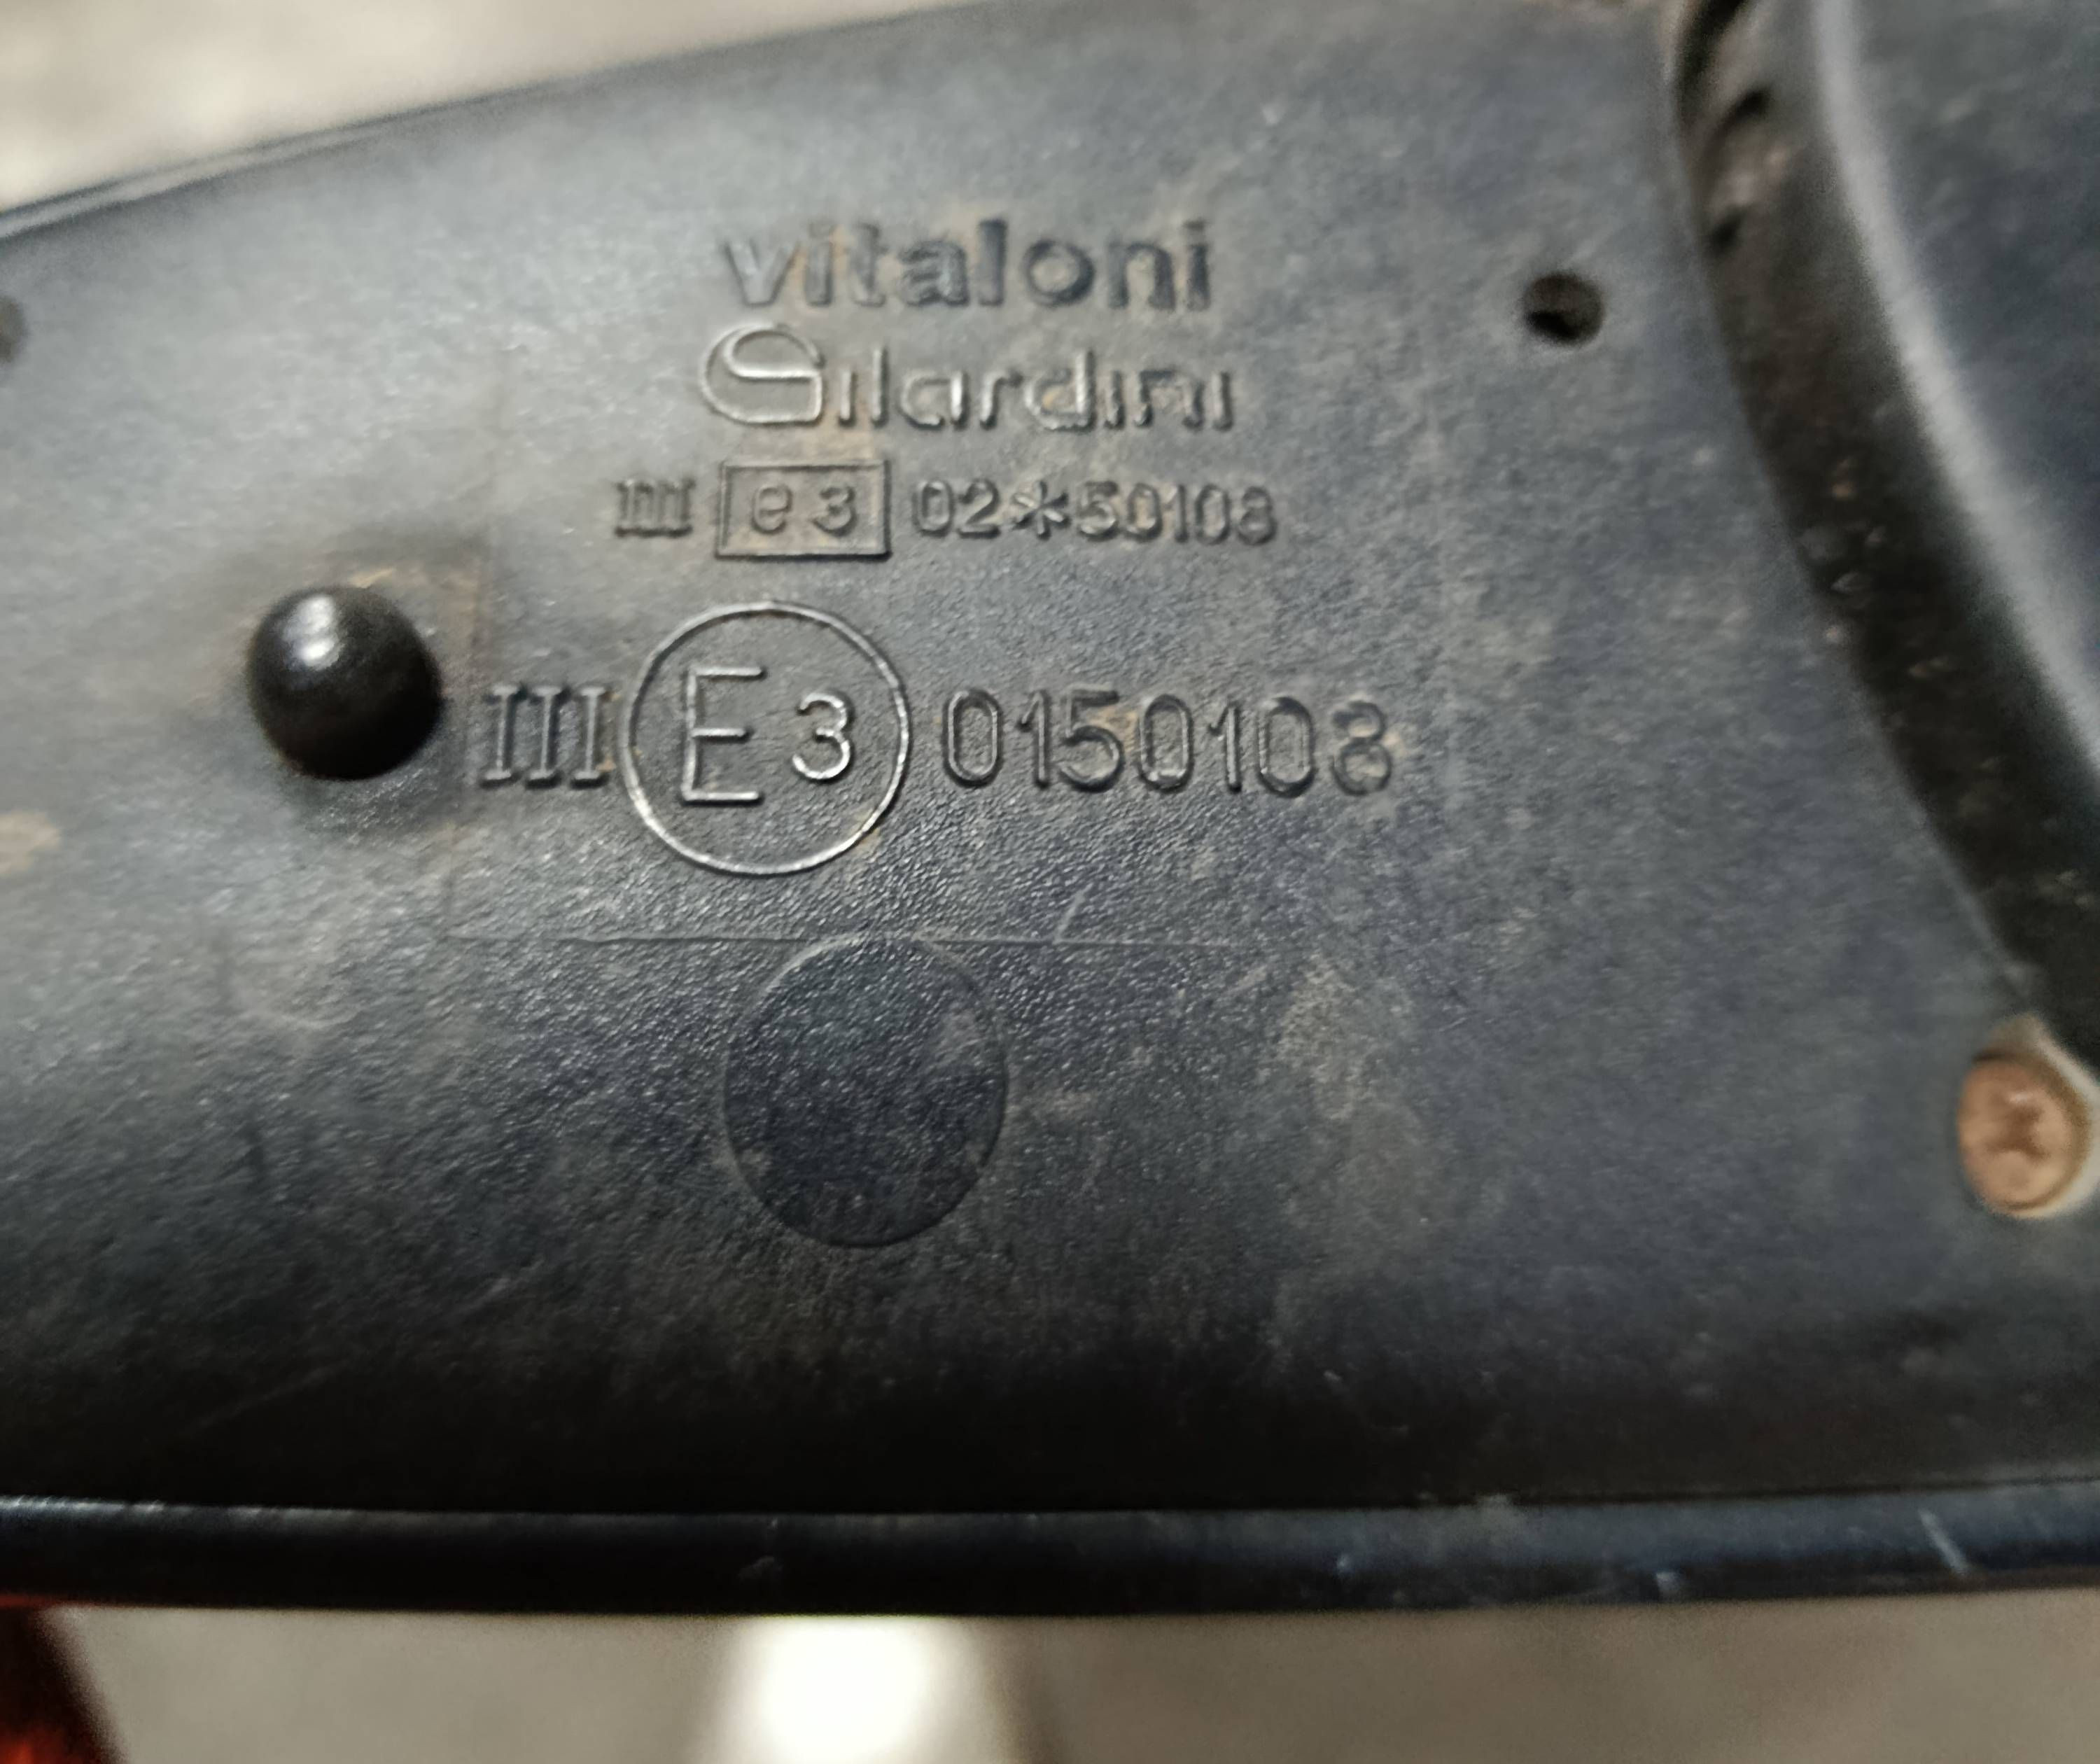 vitaloni
Gilardini
III e3 02*50108
III E3 0150108